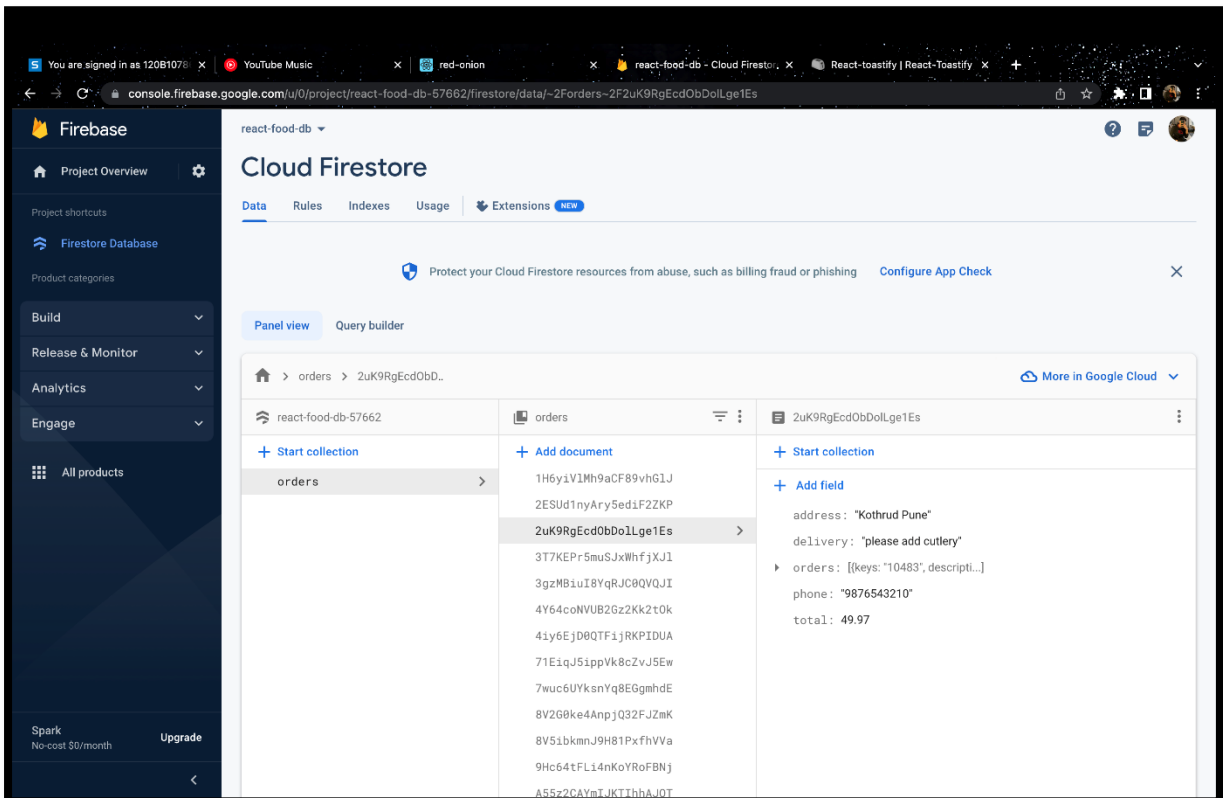 You are signed in as 120B1078
YouTube Music
red-onion
react-food-db - Cloud Firestor.
React-toastify | React-Toastify
console.firebase.google.com/u/0/project/react-food-db-57662/firestore/data/~2Forders~2F2uK9RgEcdObDolLge1Es
Firebase
react-food-db
Project Overview
Cloud Firestore
Data Rules Indexes Usage Extensions NEW
Project shortcuts
Firestore Database
Product categories
Protect your Cloud Firestore resources from abuse, such as billing fraud or phishing Configure App Check
Build
Panel view Query builder
Release & Monitor
Analytics
Engage
All products
orders > 2uK9RgEcdObD..
More in Google Cloud
react-food-db-57662
orders
2uK9RgEcdObDolLge1Es
+ Start collection
+ Add document
+ Start collection
orders
1H6yiVlMh9aCF89vhGlJ
2ESUd1nyAry5ediF2ZKP
2uK9RgEcdObDolLge1Es
3T7KEPr5muSJxWhfjXJl
3gzMBiuI8YqRJC0QVQJI
4Y64coNVUB2Gz2Kk2tOk
4iy6EjD0QTFijRKPIDUA
71EiqJ5ippVk8cZvJ5Ew
7wuc6UYksnYq8EGgmhdE
8V2G0ke4AnpjQ32FJZmK
8V5ibkmnJ9H81PxfhVVa
9Hc64tFLi4nKoYRoFBNj
A55z2CAYmIJKTIhhAJOT
+ Add field
address: "Kothrud Pune"
delivery: "please add cutlery"
orders: [{keys: "10483", descripti...]
phone: "9876543210"
total: 49.97
Spark
No-cost $0/month
Upgrade